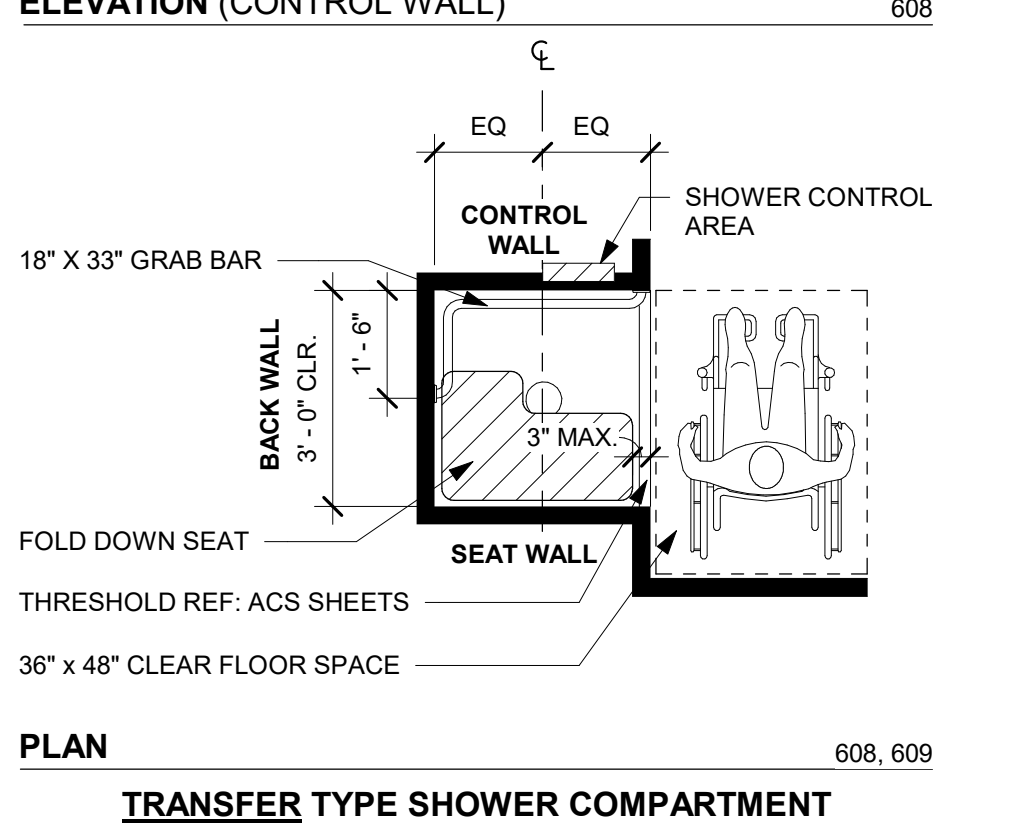 ELEVATION (CONTROL WALL)
608
℄
EQ
EQ
CONTROL
WALL
SHOWER CONTROL
AREA
18" X 33" GRAB BAR
BACK WALL
3' - 0" CLR.
1' - 6"
3" MAX.
FOLD DOWN SEAT
SEAT WALL
THRESHOLD REF: ACS SHEETS
36" x 48" CLEAR FLOOR SPACE
PLAN
608, 609
TRANSFER TYPE SHOWER COMPARTMENT